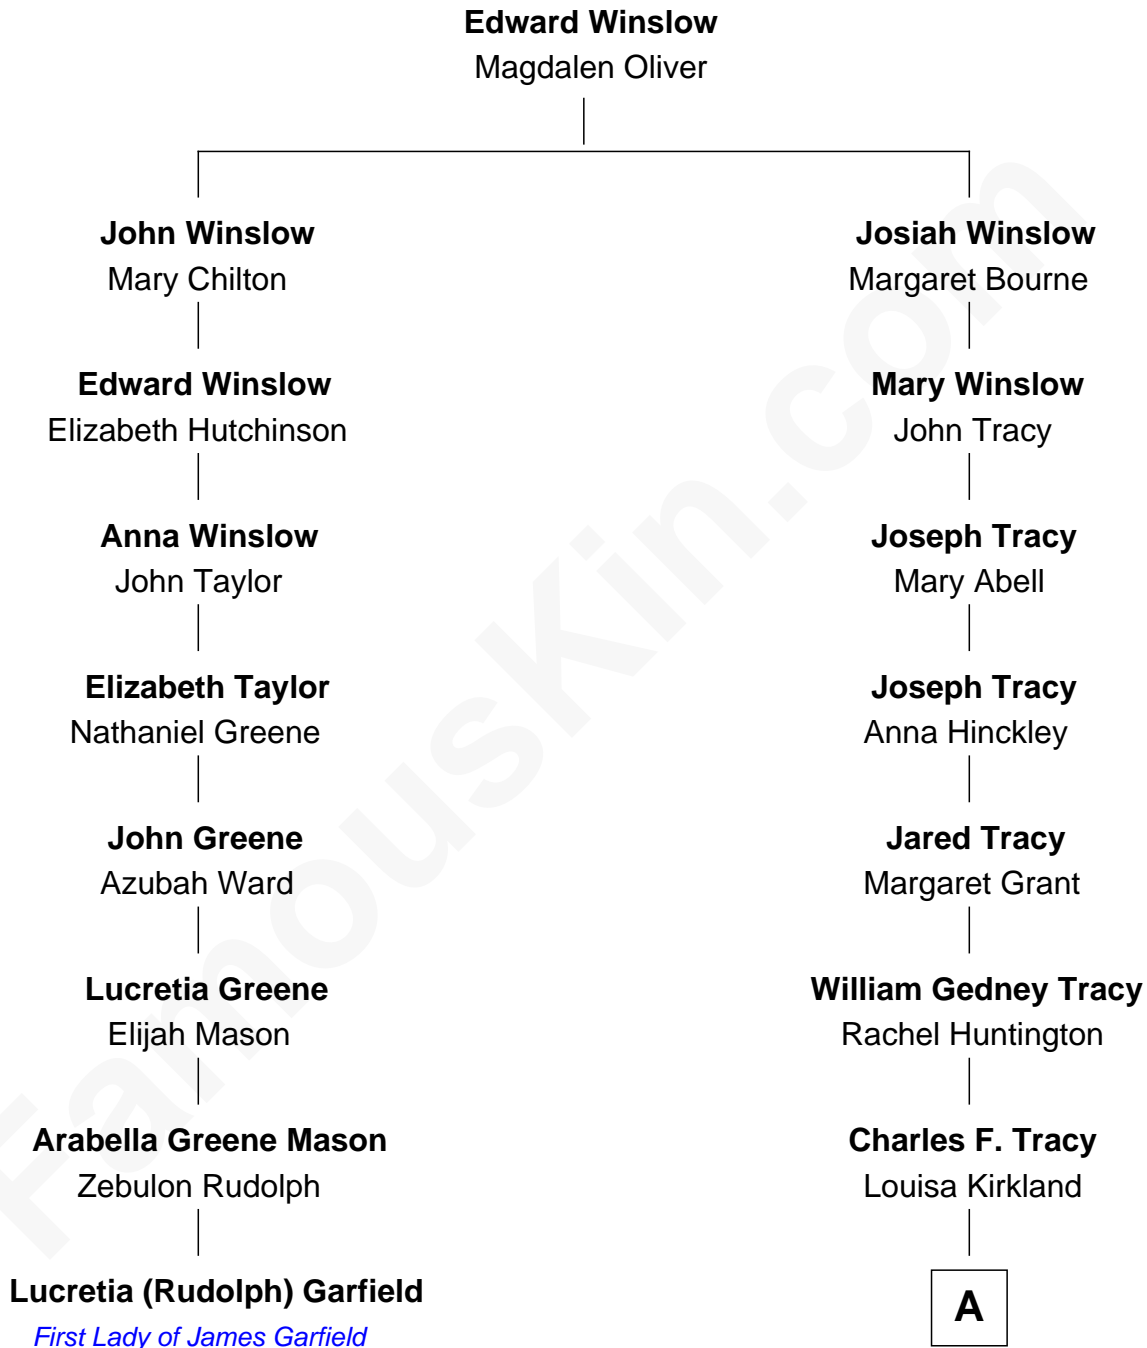 Edward Winslow
Magdalen Oliver
John Winslow
Mary Chilton
Josiah Winslow
Margaret Bourne
Edward Winslow
Elizabeth Hutchinson
Mary Winslow
John Tracy
Anna Winslow
John Taylor
Joseph Tracy
Mary Abell
Elizabeth Taylor
Nathaniel Greene
Joseph Tracy
Anna Hinckley
John Greene
Azubah Ward
Jared Tracy
Margaret Grant
Lucretia Greene
Elijah Mason
William Gedney Tracy
Rachel Huntington
Arabella Greene Mason
Zebulon Rudolph
Charles F. Tracy
Louisa Kirkland
Lucretia (Rudolph) Garfield
First Lady of James Garfield
A
FamousKin.com